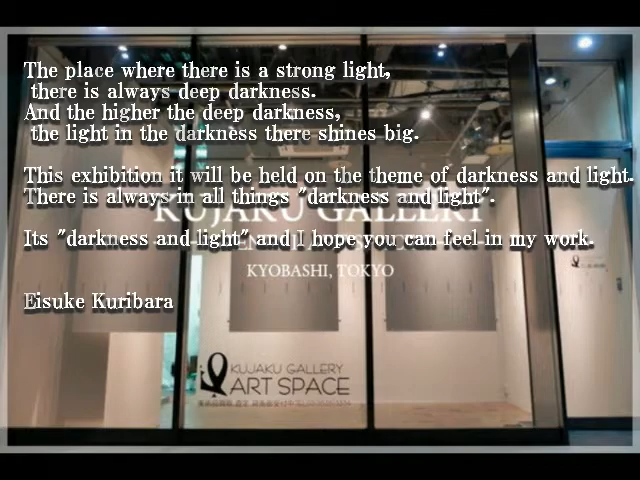 The place where there is a strong light,
there is always deep darkness.
And the higher the deep darkness,
the light in the darkness there shines big.
This exhibition it will be held on the theme of darkness and light.
There is always in all things "darkness and light".
KUJAKU GALLERY
Its "darkness and light" and I hope you can feel in my work.
KYOBASHI, TOKYO
Eisuke Kuribara
KUJAKU GALLERY
ART SPACE